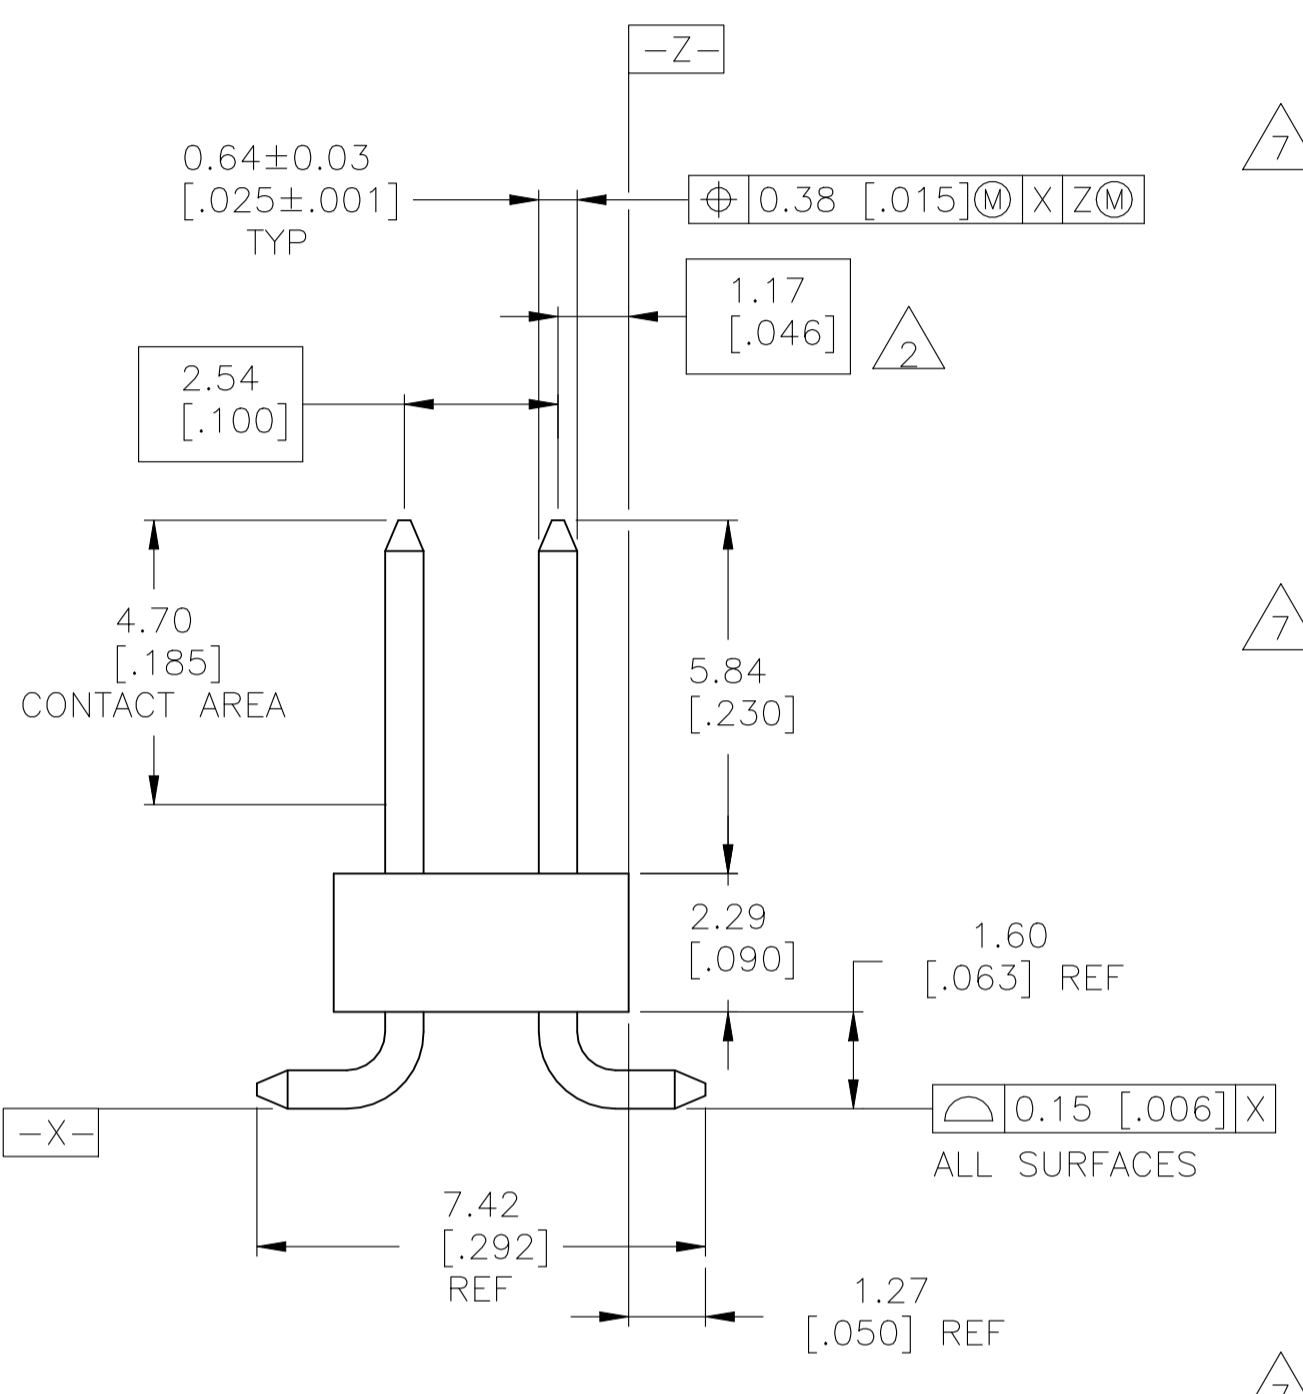 −Z−
7
0.64±0.03
[.025±.001]
TYP
⌖ 0.38 [.015]Ⓜ X ZⓂ
1.17
[.046]
2
2.54
[.100]
4.70
[.185]
CONTACT AREA
7
5.84
[.230]
2.29
[.090]
1.60
[.063] REF
−X−
⌓ 0.15 [.006] X
ALL SURFACES
7.42
[.292]
REF
1.27
[.050] REF
7